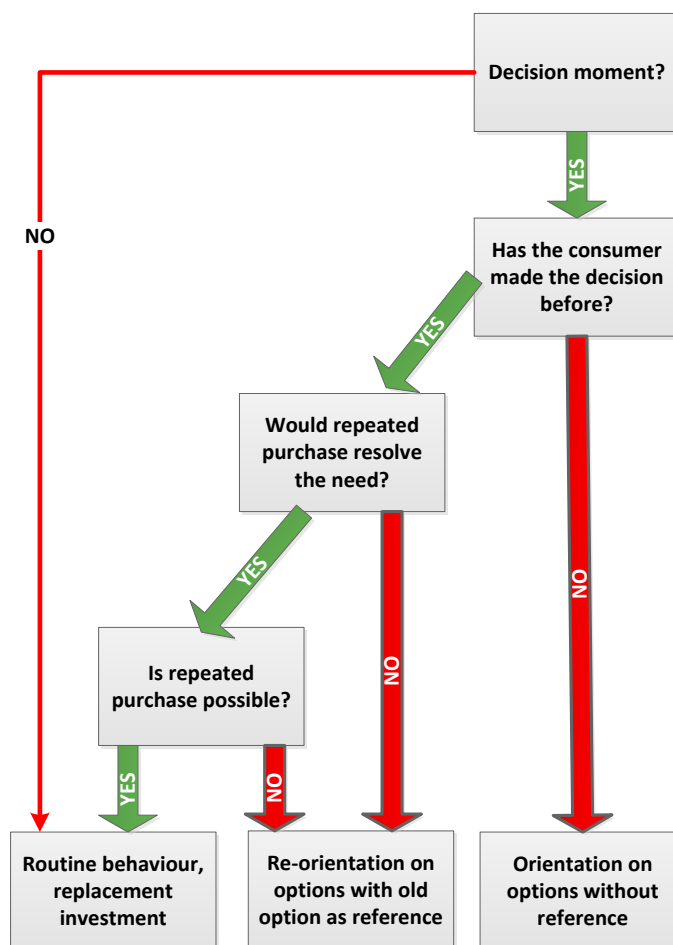 Decision moment?
YES
NO
Has the consumer
made the decision
before?
YES
Would repeated
purchase resolve
the need?
YES
NO
NO
Is repeated
purchase possible?
YES
NO
Routine behaviour,
replacement
investment
Re-orientation on
options with old
option as reference
Orientation on
options without
reference